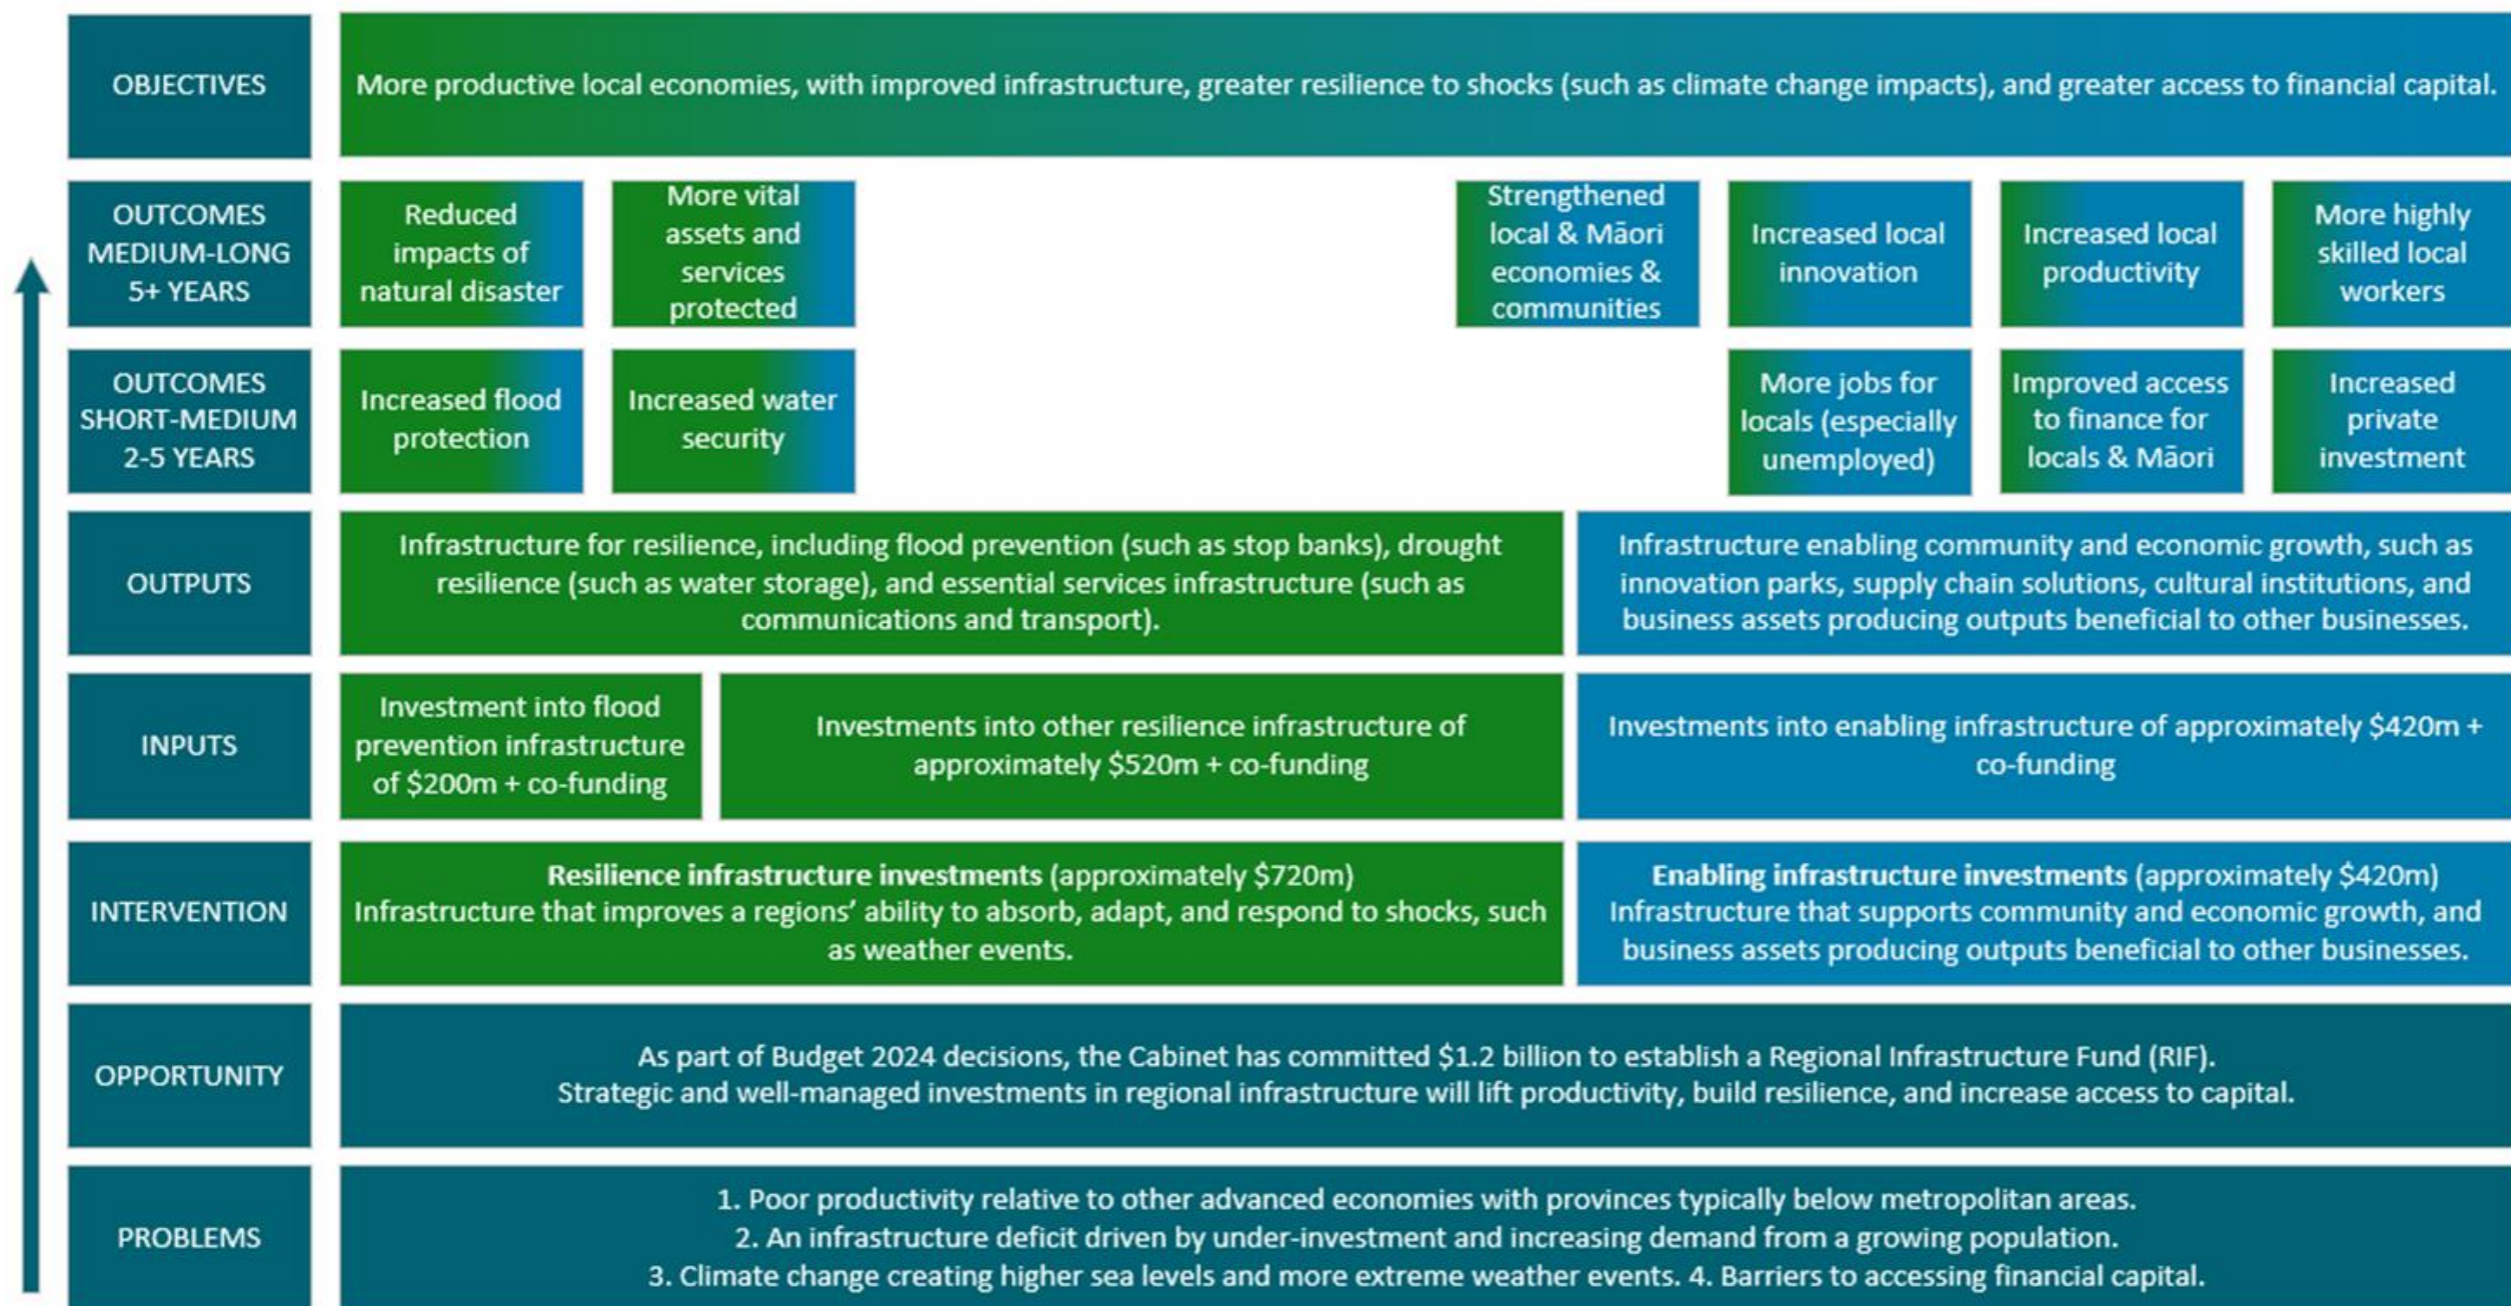 OBJECTIVES
More productive local economies, with improved infrastructure, greater resilience to shocks (such as climate change impacts), and greater access to financial capital.
OUTCOMES
MEDIUM-LONG
5+ YEARS
Reduced
impacts of
natural disaster
More vital
assets and
services
protected
Strengthened
local & Māori
economies &
communities
Increased local
innovation
Increased local
productivity
More highly
skilled local
workers
OUTCOMES
SHORT-MEDIUM
2-5 YEARS
Increased flood
protection
Increased water
security
More jobs for
locals (especially
unemployed)
Improved access
to finance for
locals & Māori
Increased
private
investment
OUTPUTS
Infrastructure for resilience, including flood prevention (such as stop banks), drought
resilience (such as water storage), and essential services infrastructure (such as
communications and transport).
Infrastructure enabling community and economic growth, such as
innovation parks, supply chain solutions, cultural institutions, and
business assets producing outputs beneficial to other businesses.
INPUTS
Investment into flood
prevention infrastructure
of $200m + co-funding
Investments into other resilience infrastructure of
approximately $520m + co-funding
Investments into enabling infrastructure of approximately $420m +
co-funding
INTERVENTION
Resilience infrastructure investments (approximately $720m)
Infrastructure that improves a regions’ ability to absorb, adapt, and respond to shocks, such
as weather events.
Enabling infrastructure investments (approximately $420m)
Infrastructure that supports community and economic growth, and
business assets producing outputs beneficial to other businesses.
OPPORTUNITY
As part of Budget 2024 decisions, the Cabinet has committed $1.2 billion to establish a Regional Infrastructure Fund (RIF).
Strategic and well-managed investments in regional infrastructure will lift productivity, build resilience, and increase access to capital.
PROBLEMS
1. Poor productivity relative to other advanced economies with provinces typically below metropolitan areas.
2. An infrastructure deficit driven by under-investment and increasing demand from a growing population.
3. Climate change creating higher sea levels and more extreme weather events. 4. Barriers to accessing financial capital.